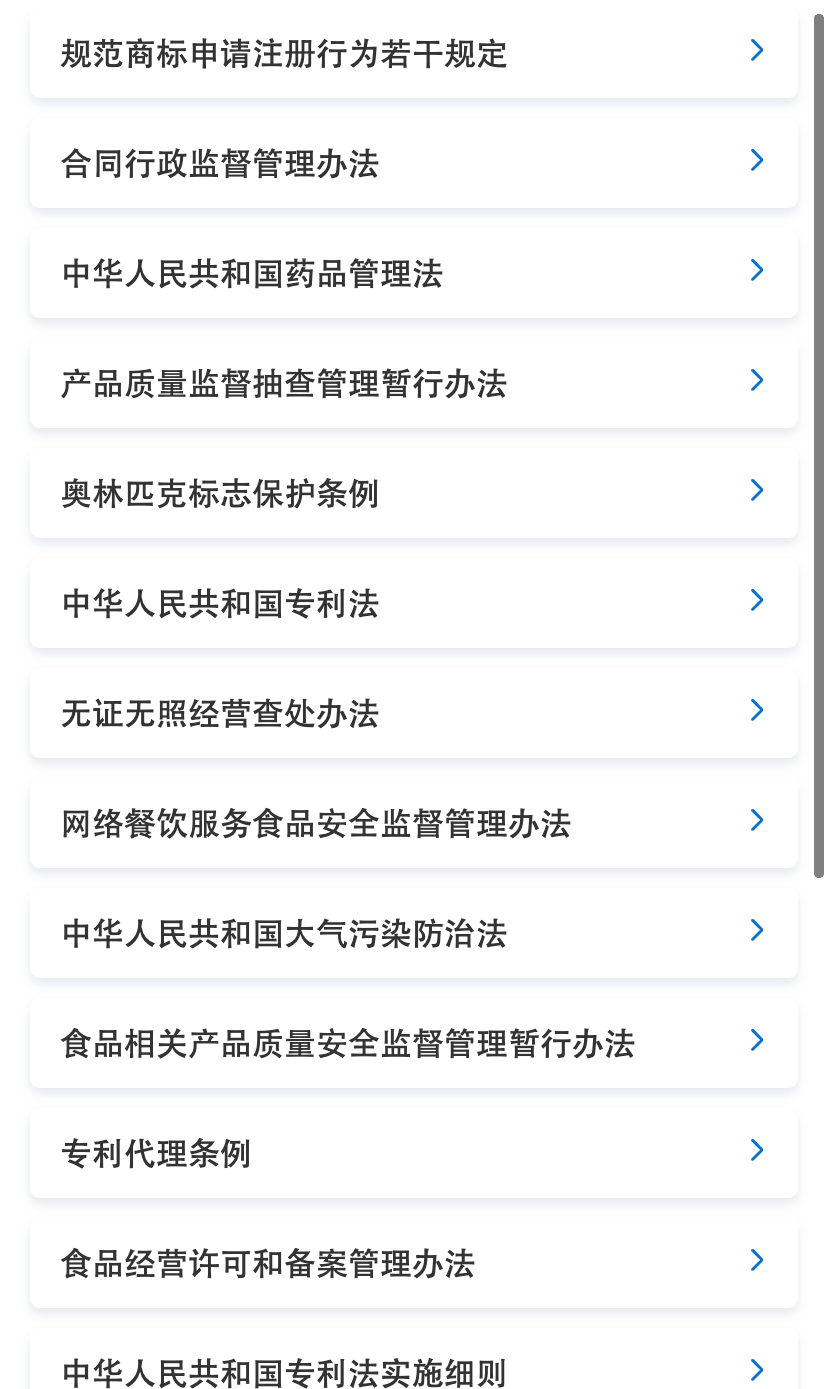 规范商标申请注册行为若干规定
合同行政监督管理办法
中华人民共和国药品管理法
产品质量监督抽查管理暂行办法
奥林匹克标志保护条例
中华人民共和国专利法
无证无照经营查处办法
网络餐饮服务食品安全监督管理办法
中华人民共和国大气污染防治法
食品相关产品质量安全监督管理暂行办法
专利代理条例
食品经营许可和备案管理办法
中华人民共和国专利法实施细则